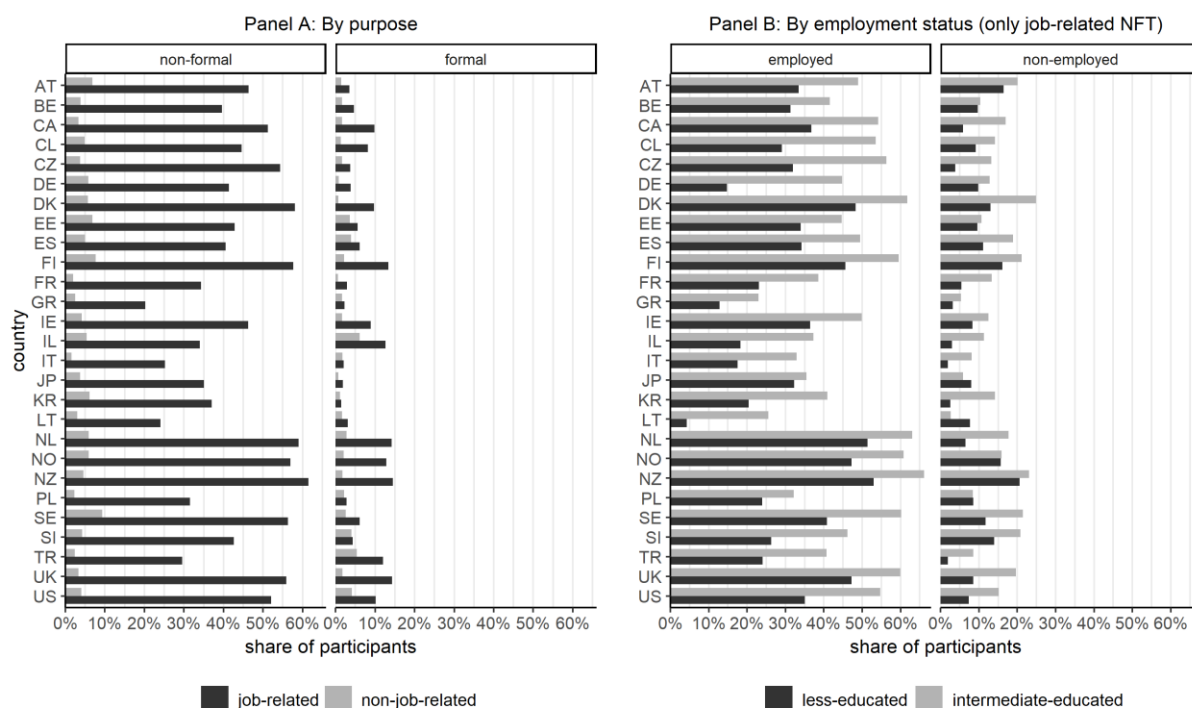 Panel A: By purpose
Panel B: By employment status (only job-related NFT)
non-formal
formal
employed
non-employed
country
AT
BE
CA
CL
CZ
DE
DK
EE
ES
FI
FR
GR
IE
IL
IT
JP
KR
LT
NL
NO
NZ
PL
SE
SI
TR
UK
US
0% 10% 20% 30% 40% 50% 60%
0% 10% 20% 30% 40% 50% 60%
share of participants
job-related
non-job-related
country
AT
BE
CA
CL
CZ
DE
DK
EE
ES
FI
FR
GR
IE
IL
IT
JP
KR
LT
NL
NO
NZ
PL
SE
SI
TR
UK
US
0% 10% 20% 30% 40% 50% 60%
0% 10% 20% 30% 40% 50% 60%
share of participants
less-educated
intermediate-educated